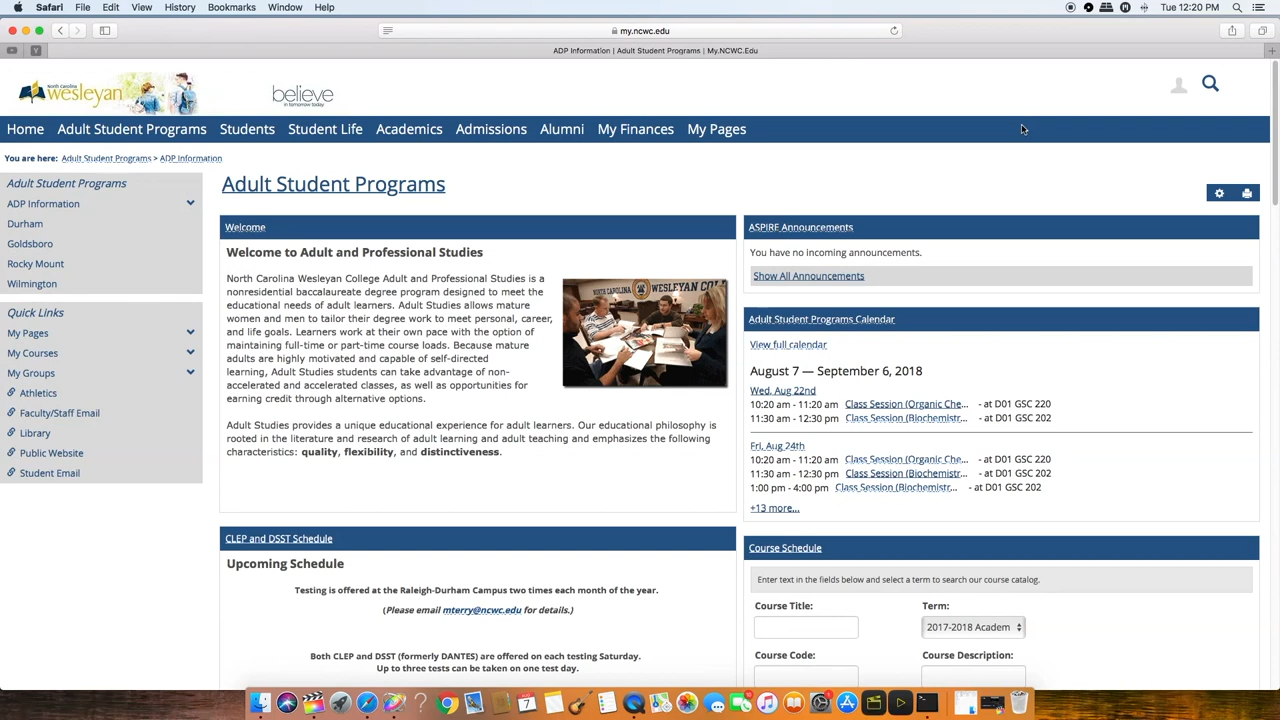 Safari File Edit View History Bookmarks Window Help Tue 12:20 PM
my.ncwc.edu
ADP Information | Adult Student Programs | My.NCWC.Edu
North Carolina
wesleyan
believe
in tomorrow today
Home Adult Student Programs Students Student Life Academics Admissions Alumni My Finances My Pages
You are here: Adult Student Programs > ADP Information
Adult Student Programs
ADP Information
Durham
Goldsboro
Rocky Mount
Wilmington
Quick Links
My Pages
My Courses
My Groups
Athletics
Faculty/Staff Email
Library
Public Website
Student Email
Adult Student Programs
Welcome
Welcome to Adult and Professional Studies
North Carolina Wesleyan College Adult and Professional Studies is a
nonresidential baccalaureate degree program designed to meet the
educational needs of adult learners. Adult Studies allows mature
women and men to tailor their degree work to meet personal, career,
and life goals. Learners work at their own pace with the option of
maintaining full-time or part-time course loads. Because mature
adults are highly motivated and capable of self-directed
learning, Adult Studies students can take advantage of non-
accelerated and accelerated classes, as well as opportunities for
earning credit through alternative options.
NORTH CAROLINA WESLEYAN COL
Adult Studies provides a unique educational experience for adult learners. Our educational philosophy is
rooted in the literature and research of adult learning and adult teaching and emphasizes the following
characteristics: quality, flexibility, and distinctiveness.
CLEP and DSST Schedule
Upcoming Schedule
Testing is offered at the Raleigh-Durham Campus two times each month of the year.
(Please email mterry@ncwc.edu for details.)
Both CLEP and DSST (formerly DANTES) are offered on each testing Saturday.
Up to three tests can be taken on one test day.
ASPIRE Announcements
You have no incoming announcements.
Show All Announcements
Adult Student Programs Calendar
View full calendar
August 7 — September 6, 2018
Wed, Aug 22nd
10:20 am - 11:20 am Class Session (Organic Che... - at D01 GSC 220
11:30 am - 12:30 pm Class Session (Biochemistr... - at D01 GSC 202
Fri, Aug 24th
10:20 am - 11:20 am Class Session (Organic Che... - at D01 GSC 220
11:30 am - 12:30 pm Class Session (Biochemistr... - at D01 GSC 202
1:00 pm - 4:00 pm Class Session (Biochemistr... - at D01 GSC 202
+13 more...
Course Schedule
Enter text in the fields below and select a term to search our course catalog.
Course Title: Term:
2017-2018 Academ
Course Code: Course Description: